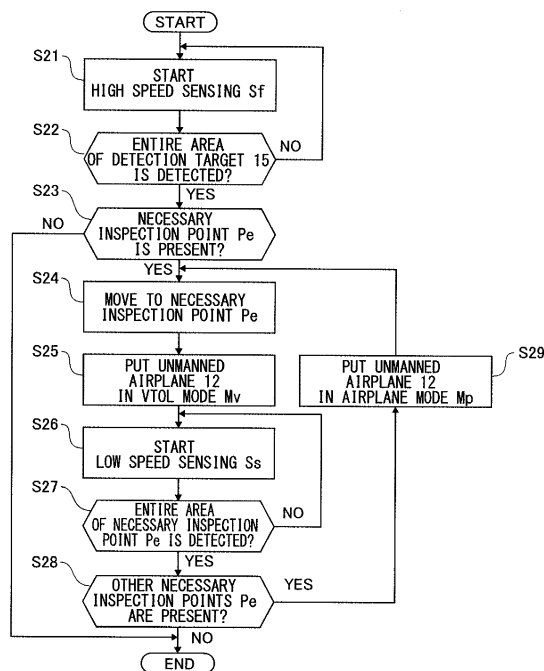 START
S21
START
HIGH SPEED SENSING Sf
S22
ENTIRE AREA
OF DETECTION TARGET 15
IS DETECTED?
NO
YES
S23
NO
NECESSARY
INSPECTION POINT Pe
IS PRESENT?
YES
S24
MOVE TO NECESSARY
INSPECTION POINT Pe
S25
PUT UNMANNED
AIRPLANE 12
IN VTOL MODE Mv
PUT UNMANNED
AIRPLANE 12
IN AIRPLANE MODE Mp
S29
S26
START
LOW SPEED SENSING Ss
S27
ENTIRE AREA
OF NECESSARY INSPECTION
POINT Pe IS DETECTED?
NO
YES
S28
OTHER NECESSARY
INSPECTION POINTS Pe
ARE PRESENT?
YES
NO
END